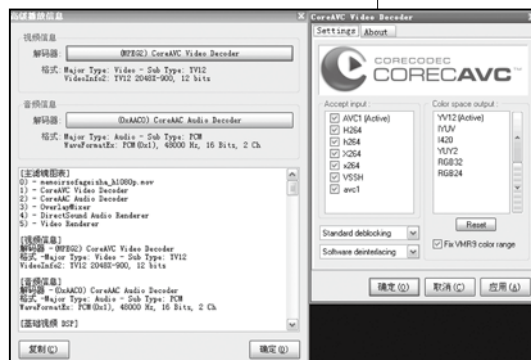 高级播放信息
视频信息
解码器: (MPEG2) CoreAVC Video Decoder
格式: Major Type: Video - Sub Type: YV12
VideoInfo2: YV12 2048X-800, 12 bits
音频信息
解码器: (0xAAC0) CoreAAC Audio Decoder
格式: Major Type: Audio - Sub Type: PCM
WaveFormatEx: PCM(0x1), 48000 Hz, 16 Bits, 2 Ch
[主滤镜图表]
0) - memoirsofageisha_h1080p.mov
1) - CoreAVC Video Decoder
2) - CoreAAC Audio Decoder
3) - OverlayMixer
4) - DirectSound Audio Renderer
5) - Video Renderer
[视频信息]
解码器 - (MPEG2) CoreAVC Video Decoder
格式 -Major Type: Video - Sub Type: YV12
VideoInfo2: YV12 2048X-800, 12 bits
[音频信息]
解码器 - (0xAAC0) CoreAAC Audio Decoder
格式 -Major Type: Audio - Sub Type: PCM
WaveFormatEx: PCM(0x1), 48000 Hz, 16 Bits, 2 Ch
[基础视频 DSP]
复制(C)
确定(O)
CoreAVC Video Decoder
Settings About
CORECODEC
COREAVC
Accept input:
AVC1 (Active)
H264
h264
X264
x264
VSSH
avc1
Color space output:
YV12 (Active)
IYUV
I420
YUY2
RGB32
RGB24
Reset
Standard deblocking
Software deinterlacing
Fix VMR9 color range
确定(O)
取消(C)
应用(A)